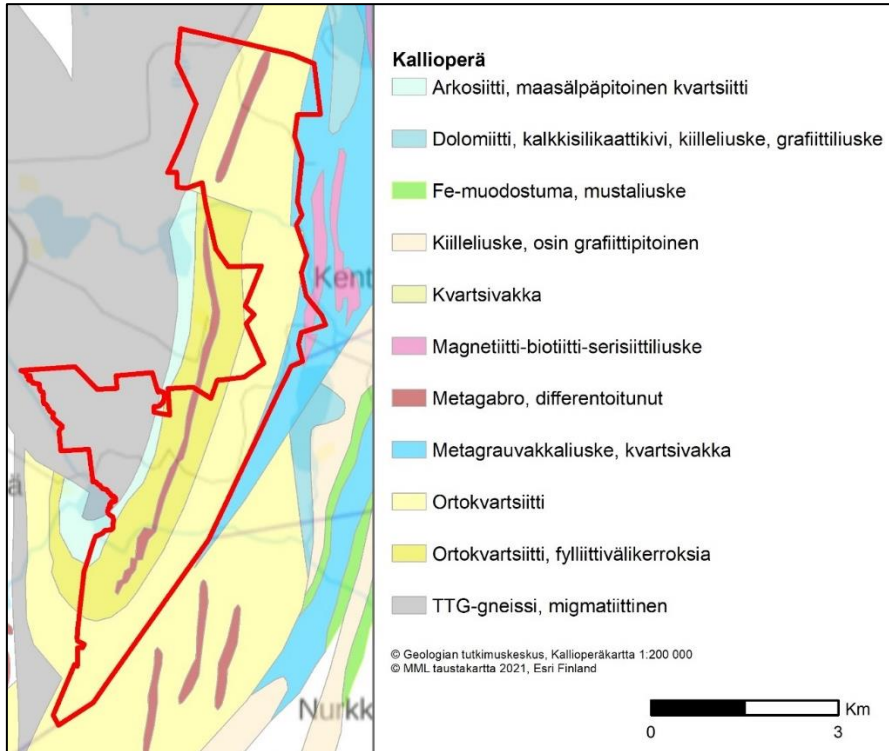 Kent
ä
Nurkk
Kallioperä
Arkosiitti, maasälpäpitoinen kvartsiitti
Dolomiitti, kalkkisilikaattikivi, kiilleliuske, grafiittiliuske
Fe-muodostuma, mustaliuske
Kiilleliuske, osin grafiittipitoinen
Kvartsivakka
Magnetiitti-biotiitti-serisiittiliuske
Metagabro, differentoitunut
Metagrauvakkaliuske, kvartsivakka
Ortokvartsiitti
Ortokvartsiitti, fylliittivälikerroksia
TTG-gneissi, migmatiittinen
© Geologian tutkimuskeskus, Kallioperäkartta 1:200 000
© MML taustakartta 2021, Esri Finland
Km
0 3